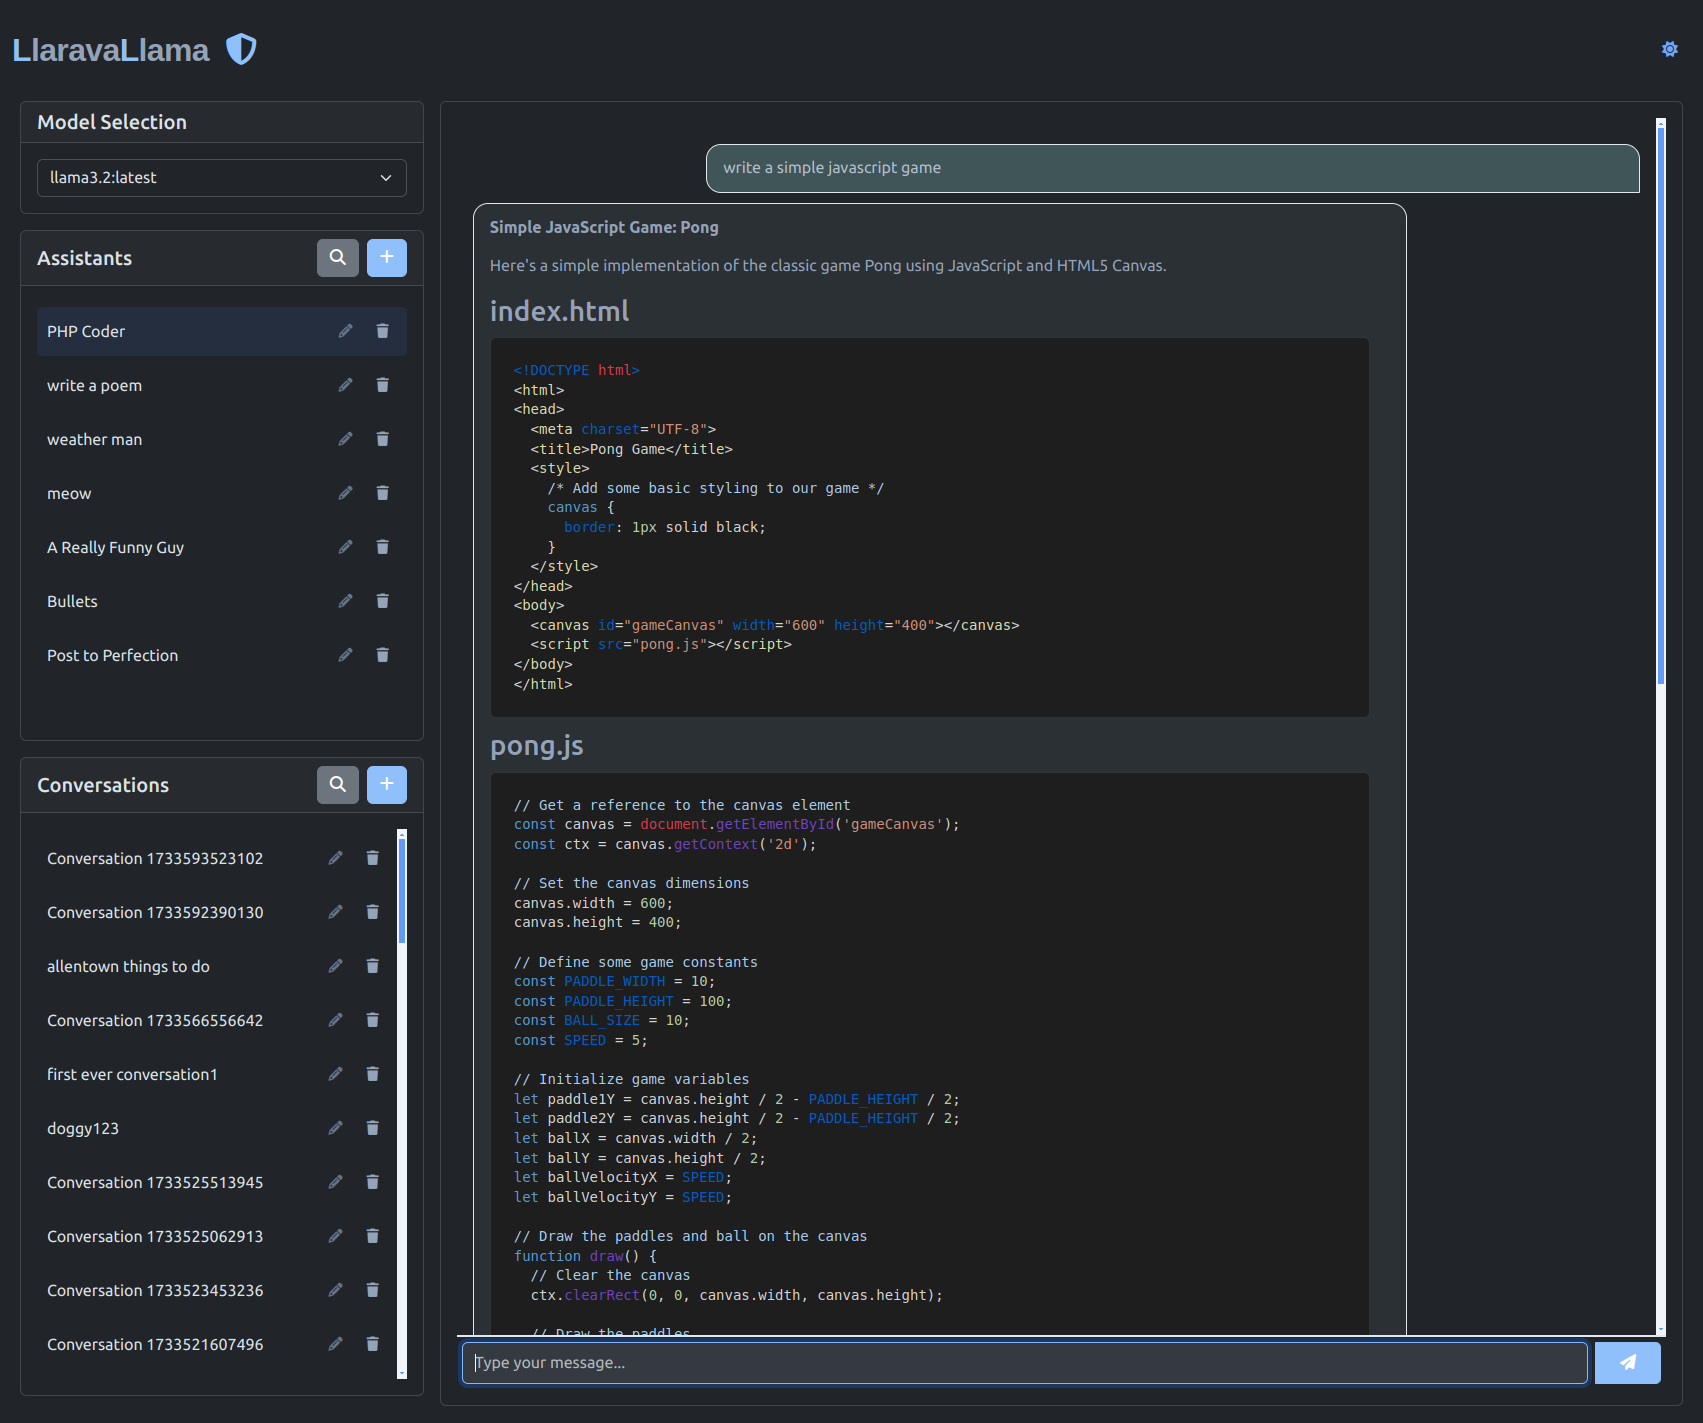 LlaravaLlama
Model Selection
llama3.2:latest
Assistants
PHP Coder
write a poem
weather man
meow
A Really Funny Guy
Bullets
Post to Perfection
Conversations
Conversation 1733593523102
Conversation 1733592390130
allentown things to do
Conversation 1733566556642
first ever conversation1
doggy123
Conversation 1733525513945
Conversation 1733525062913
Conversation 1733523453236
Conversation 1733521607496
write a simple javascript game
Simple JavaScript Game: Pong
Here's a simple implementation of the classic game Pong using JavaScript and HTML5 Canvas.
index.html
<!DOCTYPE html>
<html>
<head>
  <meta charset="UTF-8">
  <title>Pong Game</title>
  <style>
    /* Add some basic styling to our game */
    canvas {
      border: 1px solid black;
    }
  </style>
</head>
<body>
  <canvas id="gameCanvas" width="600" height="400"></canvas>
  <script src="pong.js"></script>
</body>
</html>
pong.js
// Get a reference to the canvas element
const canvas = document.getElementById('gameCanvas');
const ctx = canvas.getContext('2d');
// Set the canvas dimensions
canvas.width = 600;
canvas.height = 400;
// Define some game constants
const PADDLE_WIDTH = 10;
const PADDLE_HEIGHT = 100;
const BALL_SIZE = 10;
const SPEED = 5;
// Initialize game variables
let paddle1Y = canvas.height / 2 - PADDLE_HEIGHT / 2;
let paddle2Y = canvas.height / 2 - PADDLE_HEIGHT / 2;
let ballX = canvas.width / 2;
let ballY = canvas.height / 2;
let ballVelocityX = SPEED;
let ballVelocityY = SPEED;
// Draw the paddles and ball on the canvas
function draw() {
  // Clear the canvas
  ctx.clearRect(0, 0, canvas.width, canvas.height);
  // Draw the paddles
Type your message...